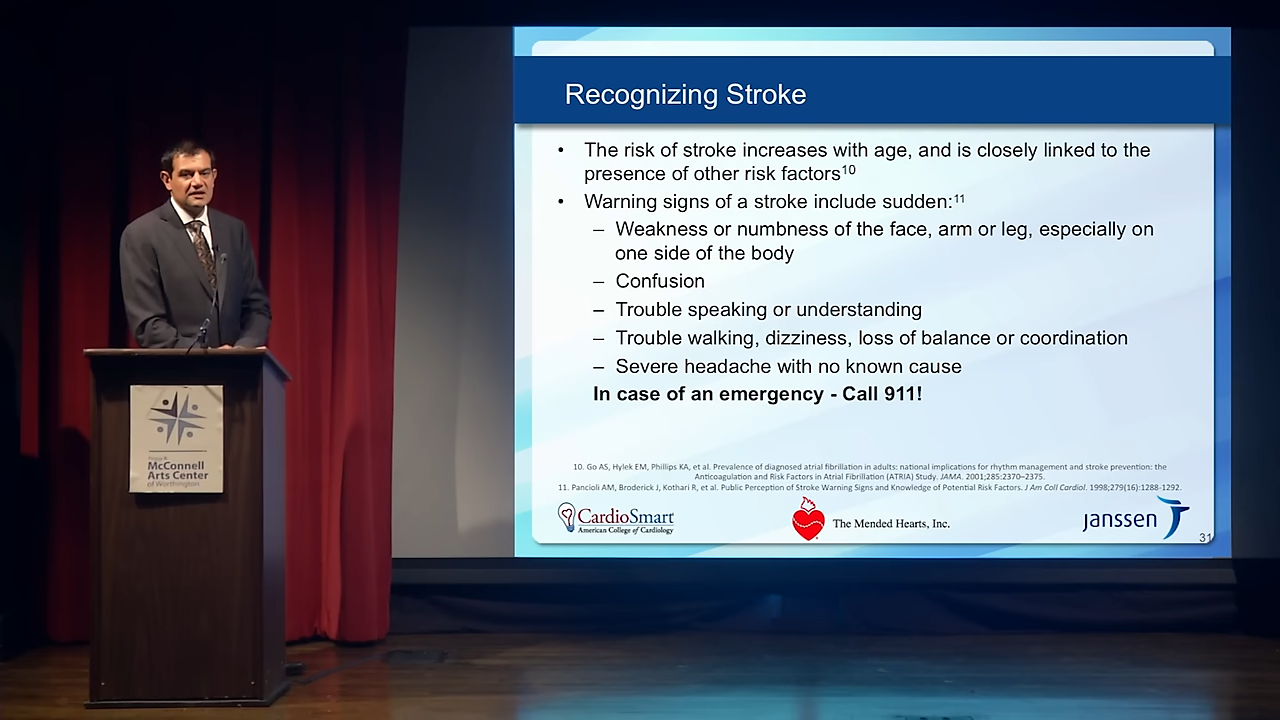 Recognizing Stroke
• The risk of stroke increases with age, and is closely linked to the
presence of other risk factors10
• Warning signs of a stroke include sudden:11
– Weakness or numbness of the face, arm or leg, especially on
one side of the body
– Confusion
– Trouble speaking or understanding
– Trouble walking, dizziness, loss of balance or coordination
– Severe headache with no known cause
In case of an emergency - Call 911!
10. Go AS, Hylek EM, Phillips KA, et al. Prevalence of diagnosed atrial fibrillation in adults: national implications for rhythm management and stroke prevention: the
Anticoagulation and Risk Factors in Atrial Fibrillation (ATRIA) Study. JAMA. 2001;285:2370–2375.
11. Pancioli AM, Broderick J, Kothari R, et al. Public Perception of Stroke Warning Signs and Knowledge of Potential Risk Factors. J Am Coll Cardiol. 1998;279(16):1288-1292.
CardioSmart
American College of Cardiology
The Mended Hearts, Inc.
janssen
31
McConnell
Arts Center
of Worthington